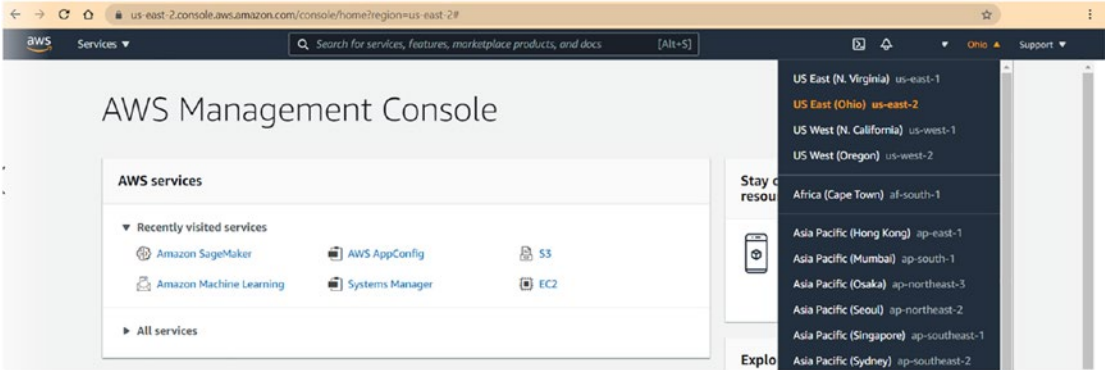 us-east-2.console.aws.amazon.com/console/home?region=us-east-2#
aws Services ▼ Search for services, features, marketplace products, and docs [Alt+S] Ohio ▲ Support ▼
AWS Management Console
AWS services
▼ Recently visited services
Amazon SageMaker AWS AppConfig S3
Amazon Machine Learning Systems Manager EC2
▶ All services
Stay
resou
Explo
US East (N. Virginia) us-east-1
US East (Ohio) us-east-2
US West (N. California) us-west-1
US West (Oregon) us-west-2
Africa (Cape Town) af-south-1
Asia Pacific (Hong Kong) ap-east-1
Asia Pacific (Mumbai) ap-south-1
Asia Pacific (Osaka) ap-northeast-3
Asia Pacific (Seoul) ap-northeast-2
Asia Pacific (Singapore) ap-southeast-1
Asia Pacific (Sydney) ap-southeast-2